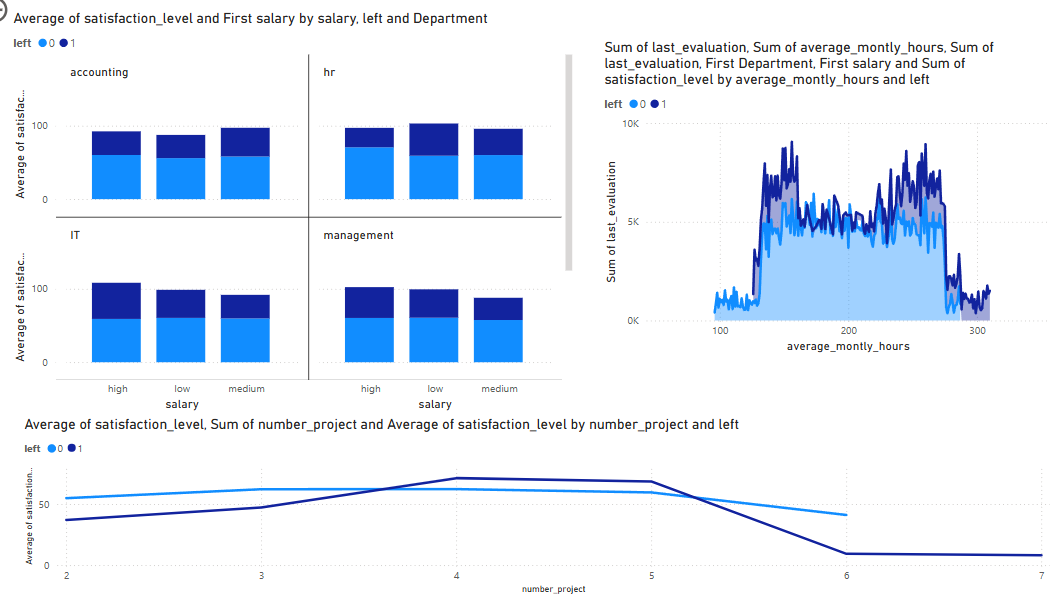 Average of satisfaction_level and First salary by salary, left and Department
left 0 1
accounting
hr
Average of satisfac...
100
0
IT
management
Average of satisfac...
100
0
high low medium
high low medium
salary
salary
Sum of last_evaluation, Sum of average_montly_hours, Sum of
last_evaluation, First Department, First salary and Sum of
satisfaction_level by average_montly_hours and left
left 0 1
Sum of last_evaluation
10K
5K
0K
100 200 300
average_montly_hours
Average of satisfaction_level, Sum of number_project and Average of satisfaction_level by number_project and left
left 0 1
Average of satisfaction...
50
0
2 3 4 5 6 7
number_project